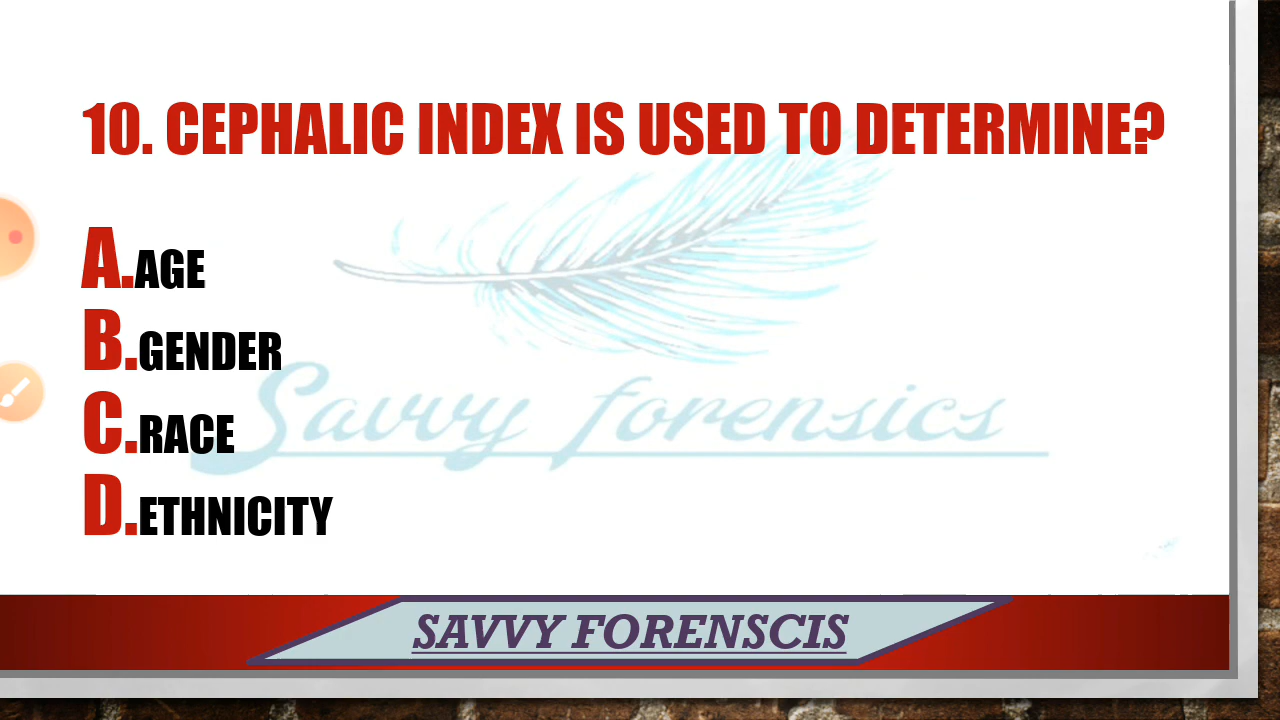 10. CEPHALIC INDEX IS USED TO DETERMINE?
A.AGE
B.GENDER
C.RACE
D.ETHNICITY
Savvy forensics
SAVVY FORENSCIS